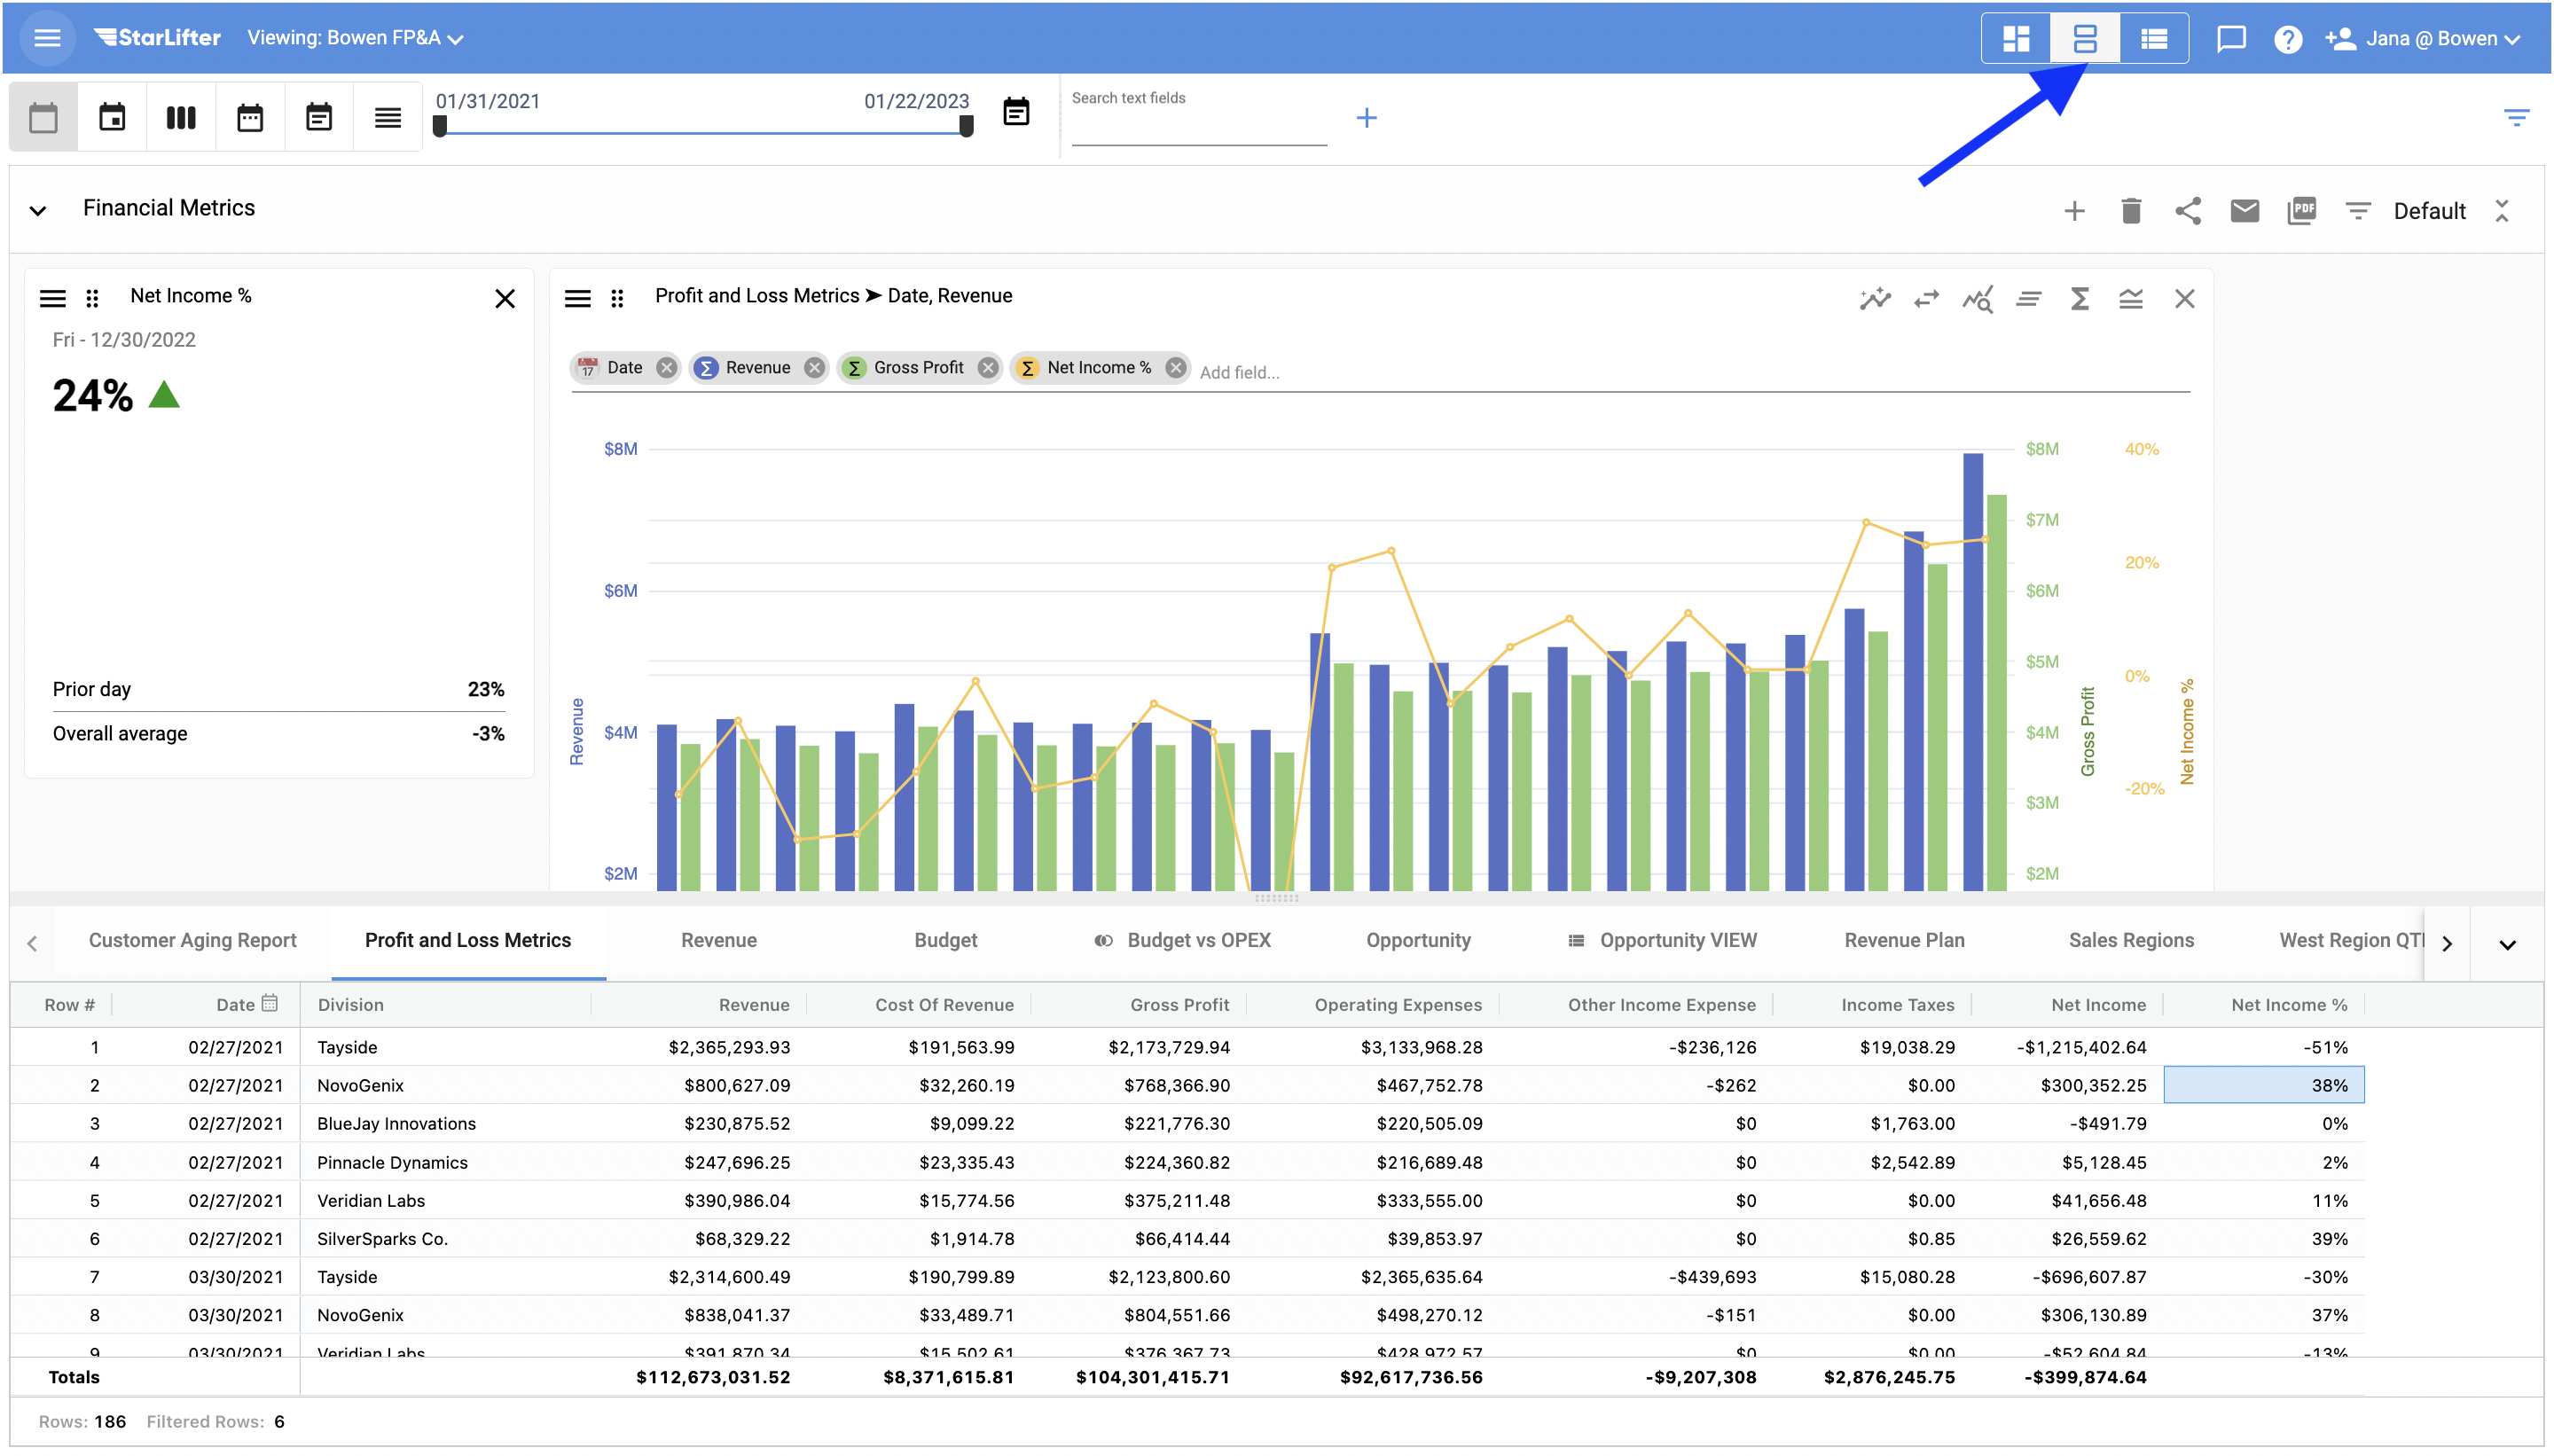 StarLifter Viewing: Bowen FP&A Jana @ Bowen
01/31/2021 01/22/2023 Search text fields
Financial Metrics PDF Default
Net Income %
Fri - 12/30/2022
24%
Prior day 23%
Overall average -3%
Profit and Loss Metrics ➤ Date, Revenue
17 Date Σ Revenue Σ Gross Profit Σ Net Income % Add field...
$8M $8M 40%
$7M
20%
$6M $6M
$5M
0%
$4M $4M
-20%
$3M
$2M $2M
Revenue
Gross Profit
Net Income %
Customer Aging Report Profit and Loss Metrics Revenue Budget Budget vs OPEX Opportunity Opportunity VIEW Revenue Plan Sales Regions West Region QT
Row # Date Division Revenue Cost Of Revenue Gross Profit Operating Expenses Other Income Expense Income Taxes Net Income Net Income %
1 02/27/2021 Tayside $2,365,293.93 $191,563.99 $2,173,729.94 $3,133,968.28 -$236,126 $19,038.29 -$1,215,402.64 -51%
2 02/27/2021 NovoGenix $800,627.09 $32,260.19 $768,366.90 $467,752.78 -$262 $0.00 $300,352.25 38%
3 02/27/2021 BlueJay Innovations $230,875.52 $9,099.22 $221,776.30 $220,505.09 $0 $1,763.00 -$491.79 0%
4 02/27/2021 Pinnacle Dynamics $247,696.25 $23,335.43 $224,360.82 $216,689.48 $0 $2,542.89 $5,128.45 2%
5 02/27/2021 Veridian Labs $390,986.04 $15,774.56 $375,211.48 $333,555.00 $0 $0.00 $41,656.48 11%
6 02/27/2021 SilverSparks Co. $68,329.22 $1,914.78 $66,414.44 $39,853.97 $0 $0.85 $26,559.62 39%
7 03/30/2021 Tayside $2,314,600.49 $190,799.89 $2,123,800.60 $2,365,635.64 -$439,693 $15,080.28 -$696,607.87 -30%
8 03/30/2021 NovoGenix $838,041.37 $33,489.71 $804,551.66 $498,270.12 -$151 $0.00 $306,130.89 37%
9 03/30/2021 Veridian Labs $391,870.34 $15,502.61 $376,367.73 $428,972.57 $0 $0.00 -$52,604.84 -13%
Totals $112,673,031.52 $8,371,615.81 $104,301,415.71 $92,617,736.56 -$9,207,308 $2,876,245.75 -$399,874.64
Rows: 186 Filtered Rows: 6